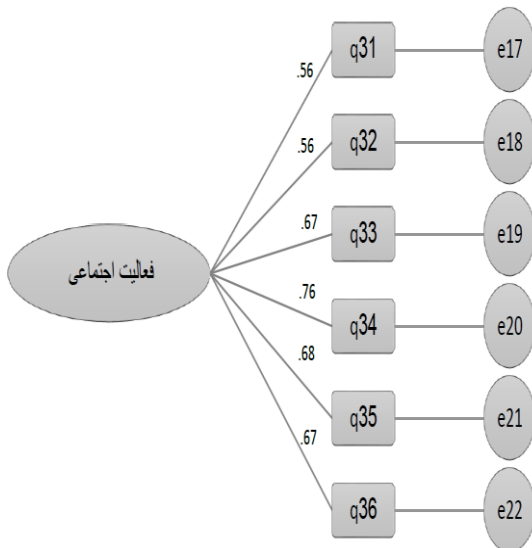 q31
e17
.56
q32
e18
.56
q33
e19
.67
فعالیت اجتماعی
q34
e20
.76
q35
e21
.68
q36
e22
.67